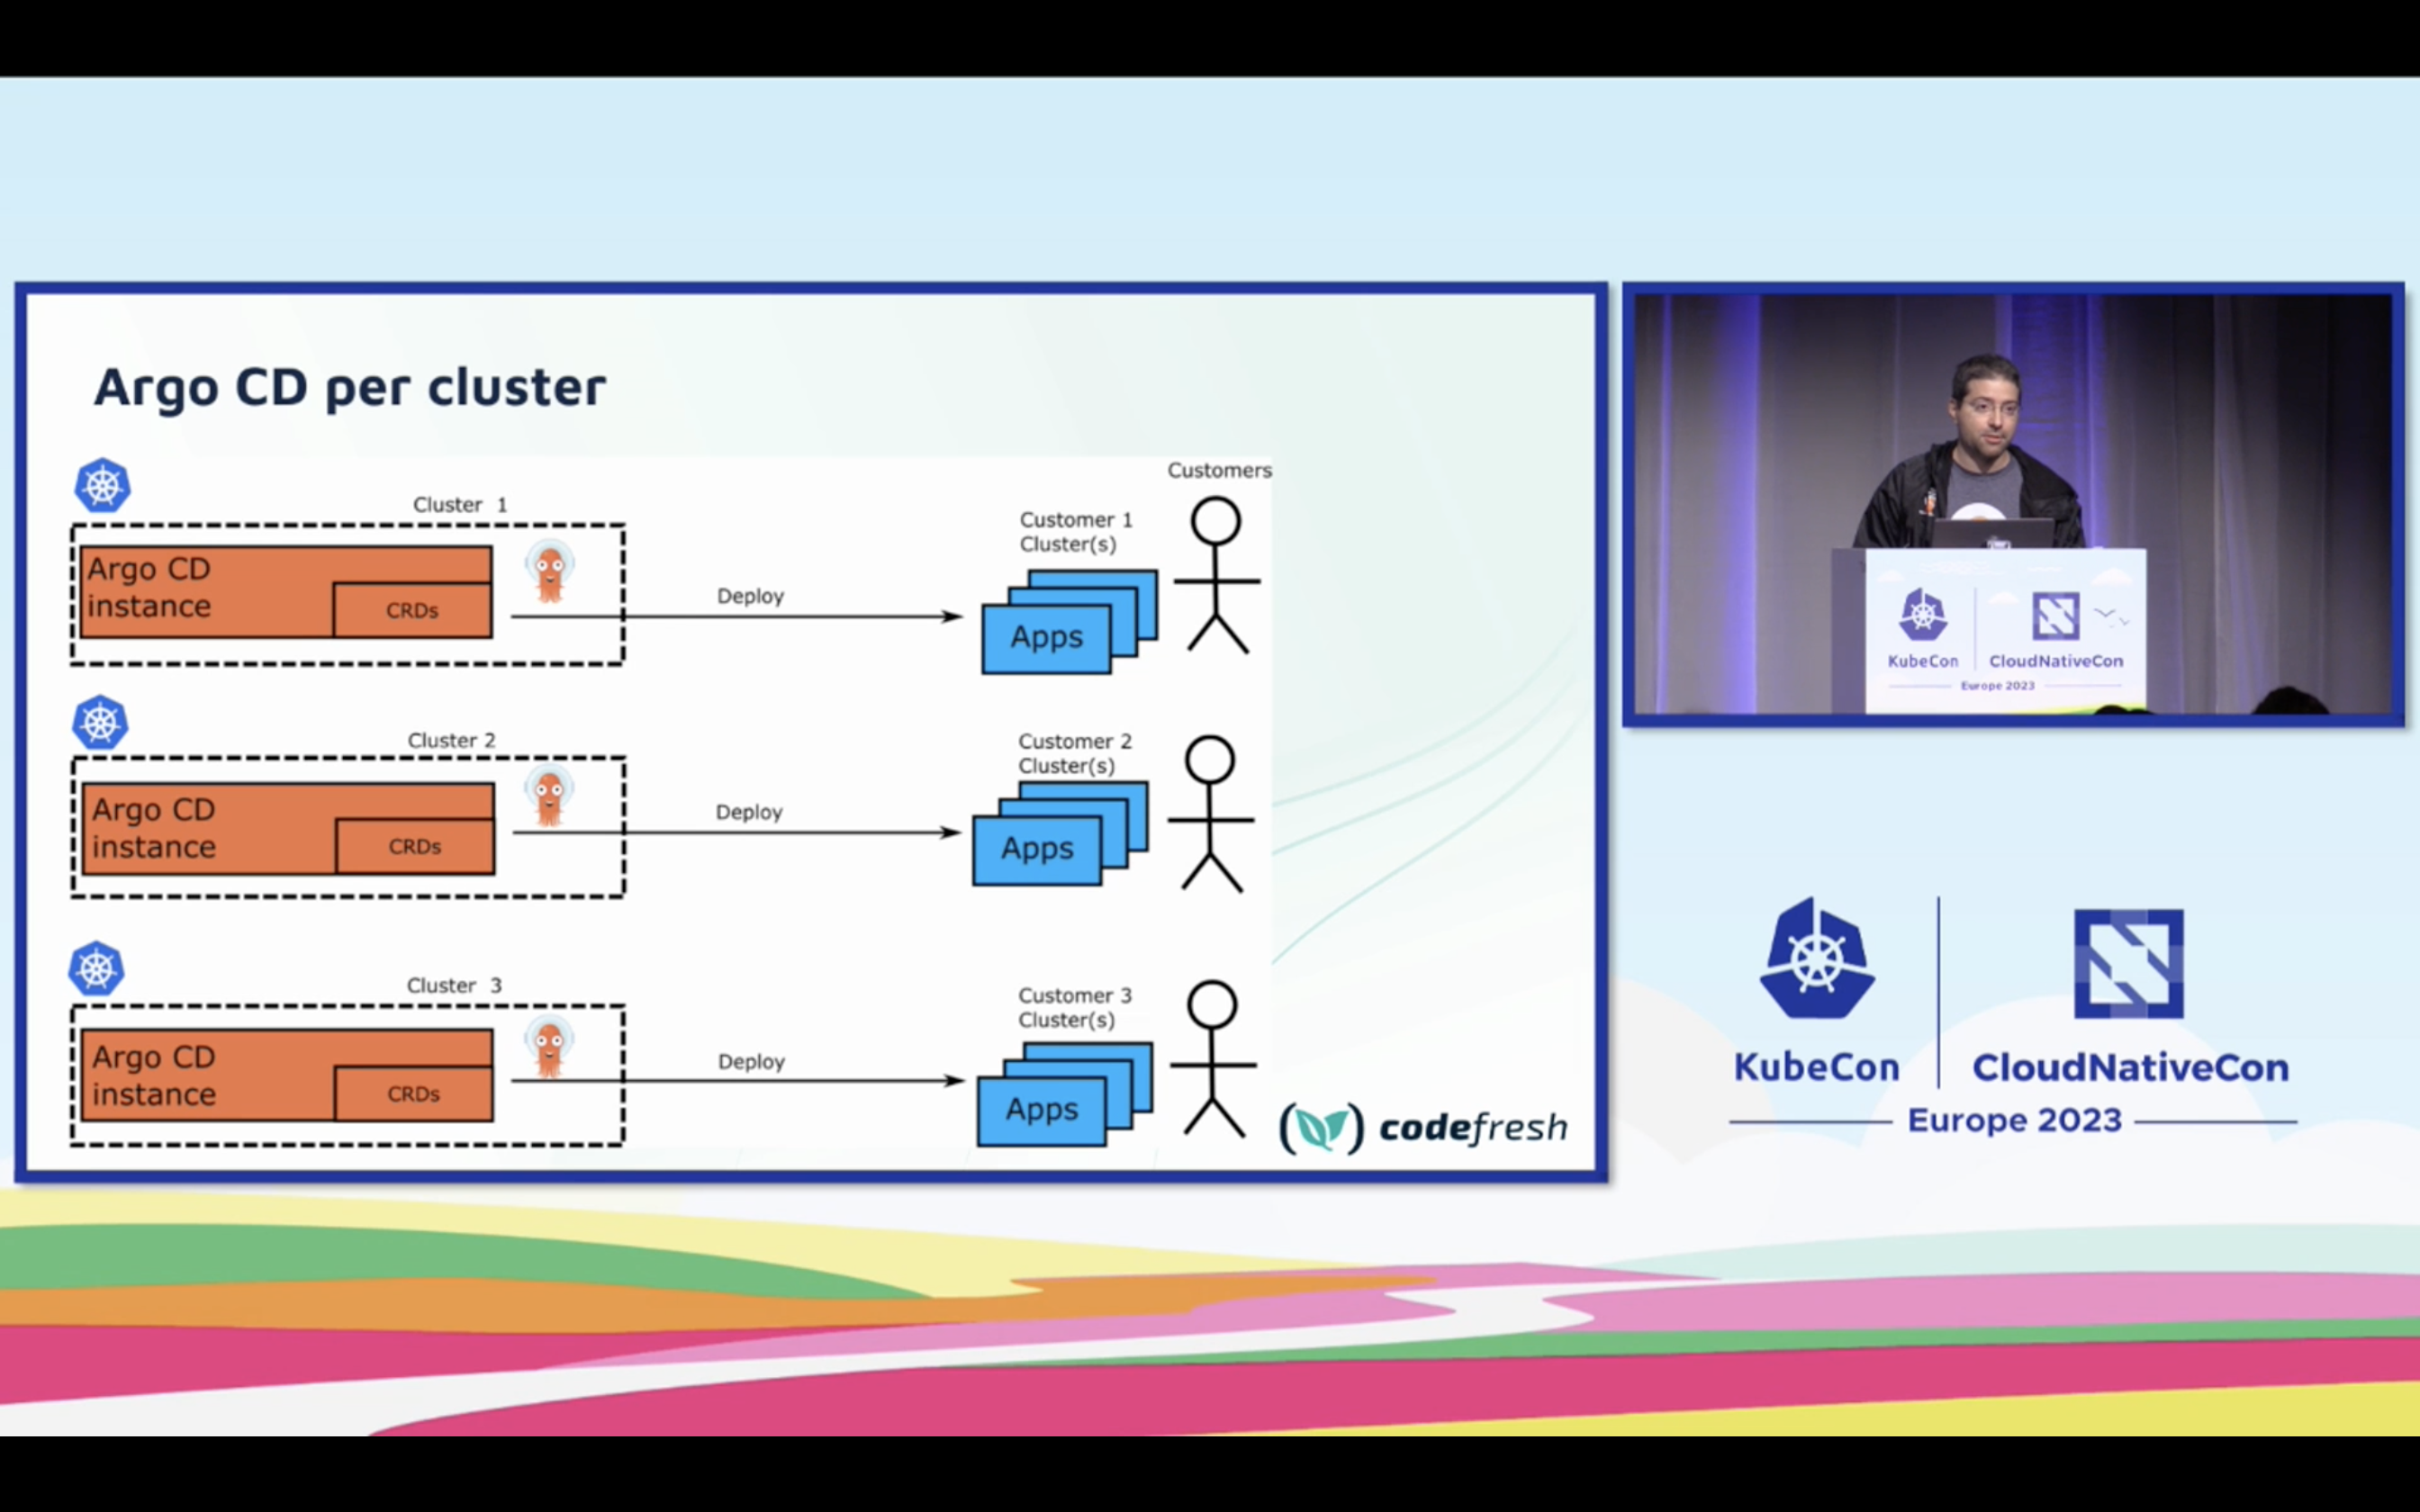 Argo CD per cluster
Customers
Cluster 1
Argo CD
instance
CRDs
Deploy
Customer 1
Cluster(s)
Apps
Cluster 2
Argo CD
instance
CRDs
Deploy
Customer 2
Cluster(s)
Apps
Cluster 3
Argo CD
instance
CRDs
Deploy
Customer 3
Cluster(s)
Apps
codefresh
KubeCon
CloudNativeCon
Europe 2023
KubeCon
CloudNativeCon
Europe 2023